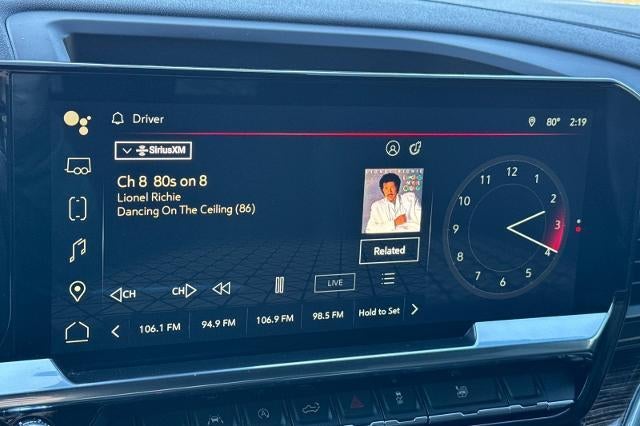 Driver
80° 2:19
SiriusXM
Ch 8 80s on 8
Lionel Richie
Dancing On The Ceiling (86)
LIONEL RICHIE
Related
CH CH LIVE
106.1 FM 94.9 FM 106.9 FM 98.5 FM Hold to Set
12
1
2
3
4
5
6
7
8
9
10
11